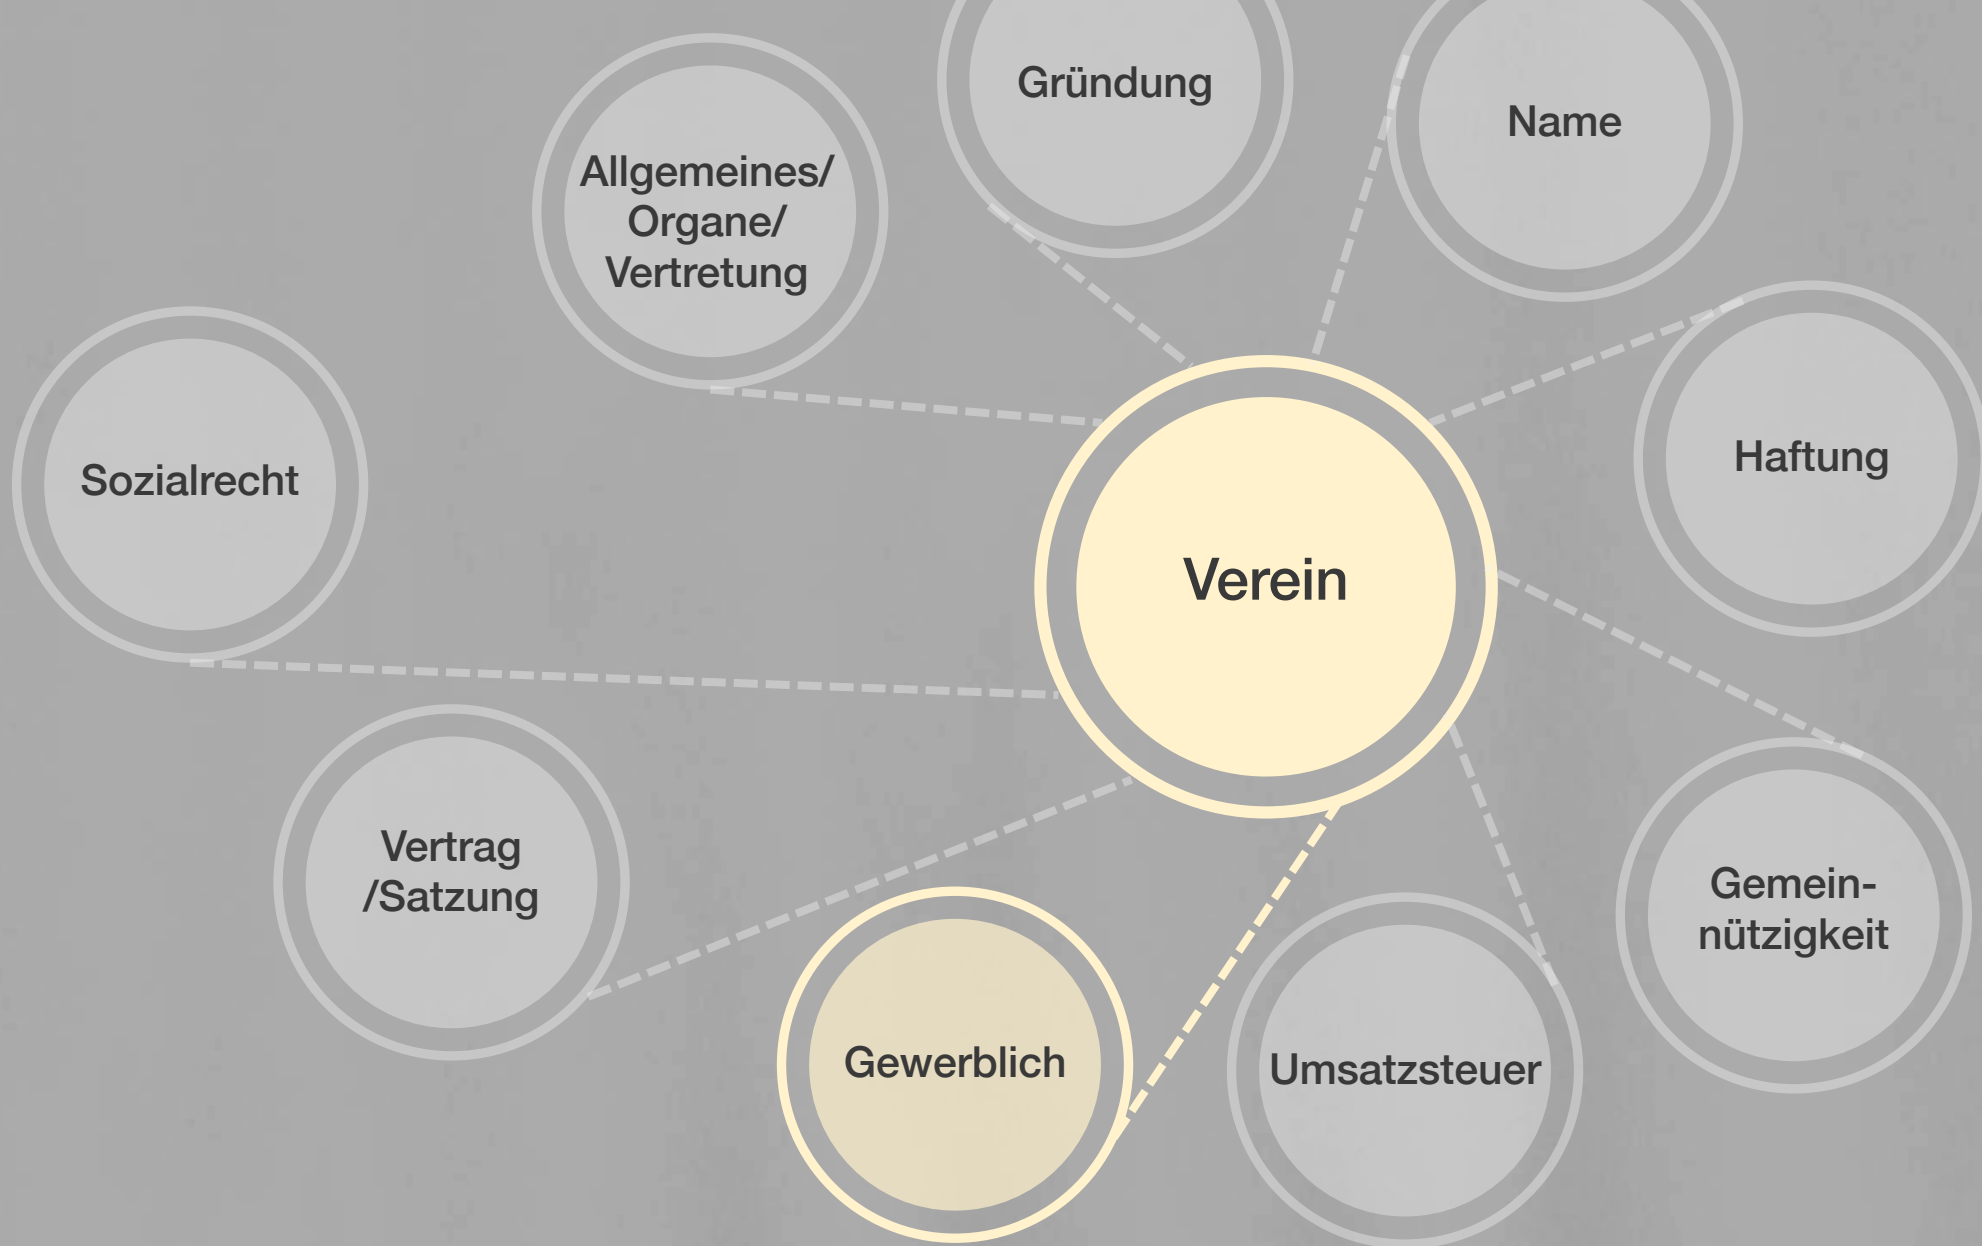 Gründung
Name
Allgemeines/
Organe/
Vertretung
Haftung
Sozialrecht
Verein
Vertrag
/Satzung
Gemein-
nützigkeit
Gewerblich
Umsatzsteuer